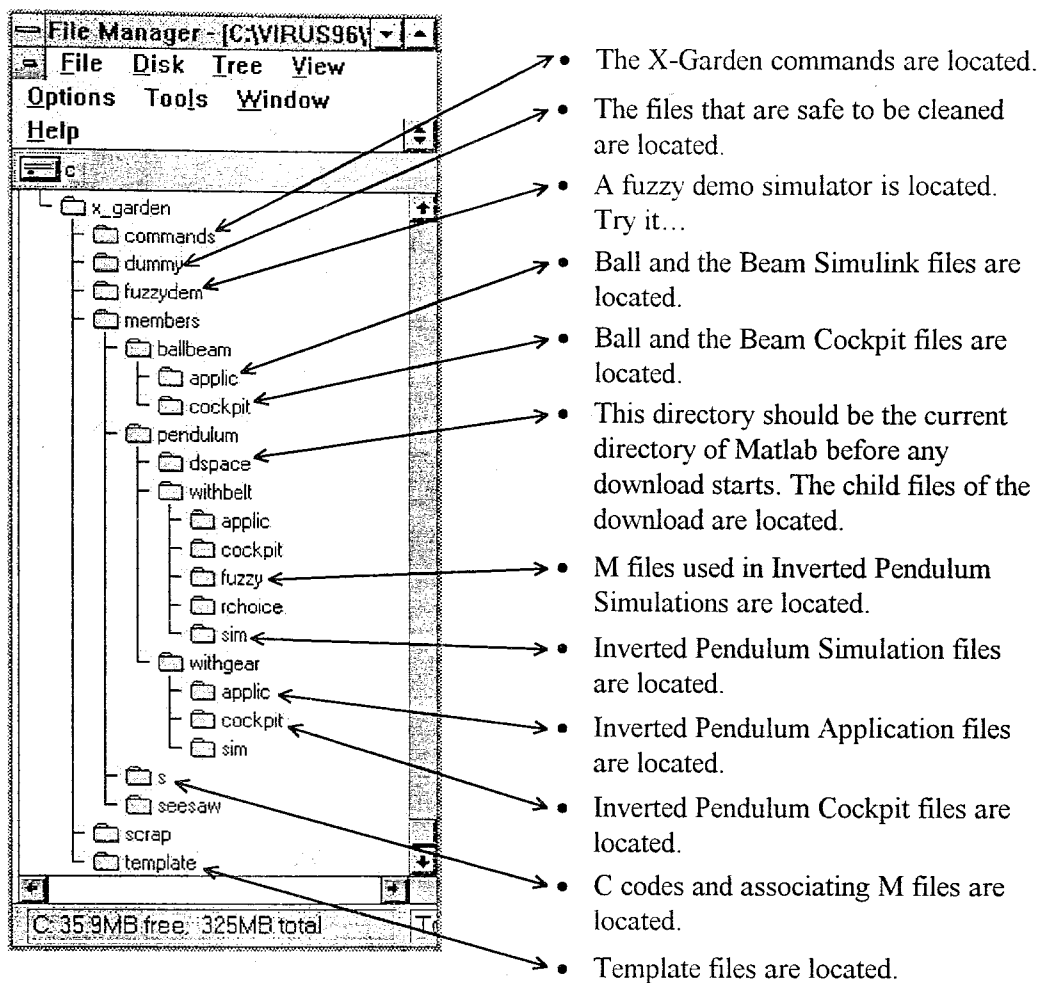 File Manager - [C:\VIRUS96\
File Disk Tree View
Options Tools Window
Help
c
x_garden
commands
dummy
fuzzydem
members
ballbeam
applic
cockpit
pendulum
dspace
withbelt
applic
cockpit
fuzzy
rchoice
sim
withgear
applic
cockpit
sim
s
seesaw
scrap
template
C: 35.9MB free, 325MB total
• The X-Garden commands are located.
• The files that are safe to be cleaned
are located.
• A fuzzy demo simulator is located.
Try it...
• Ball and the Beam Simulink files are
located.
• Ball and the Beam Cockpit files are
located.
• This directory should be the current
directory of Matlab before any
download starts. The child files of the
download are located.
• M files used in Inverted Pendulum
Simulations are located.
• Inverted Pendulum Simulation files
are located.
• Inverted Pendulum Application files
are located.
• Inverted Pendulum Cockpit files are
located.
• C codes and associating M files are
located.
• Template files are located.